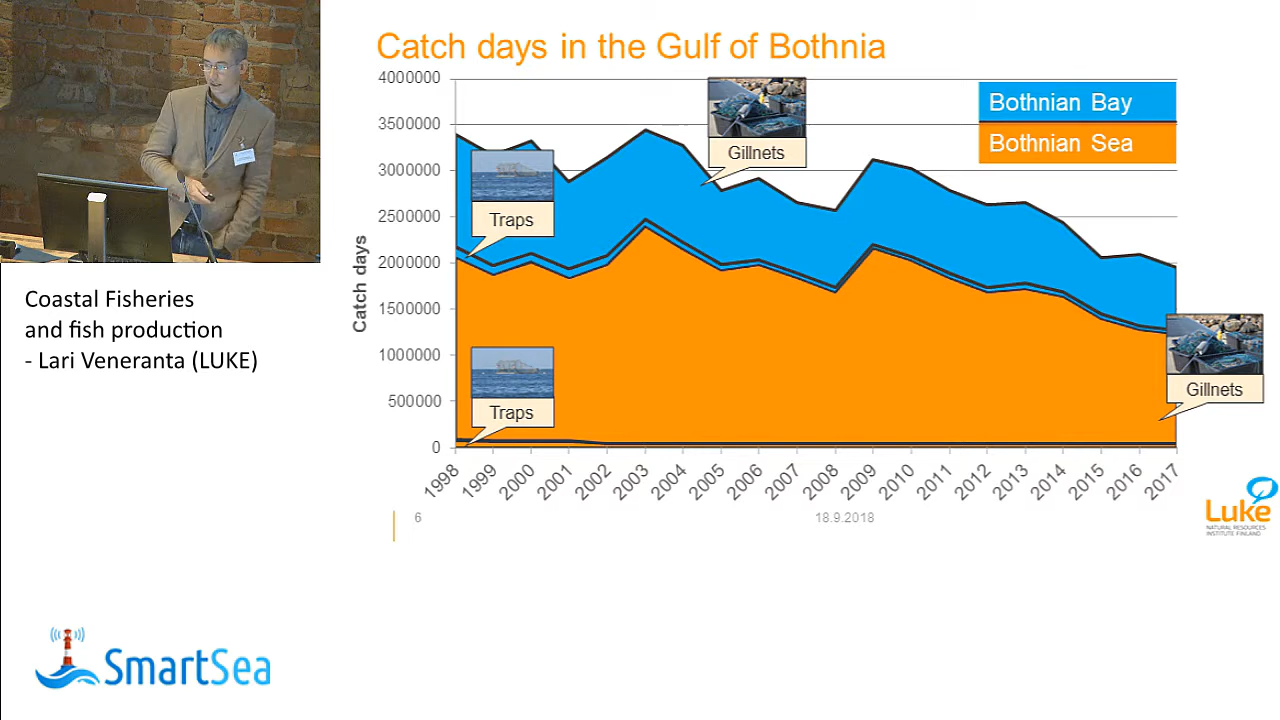 Catch days in the Gulf of Bothnia
4000000
3500000
3000000
2500000
2000000
1500000
1000000
500000
0
Catch days
Bothnian Bay
Bothnian Sea
Gillnets
Traps
Traps
Gillnets
1998
1999
2000
2001
2002
2003
2004
2005
2006
2007
2008
2009
2010
2011
2012
2013
2014
2015
2016
2017
6
18.9.2018
Luke
NATURAL RESOURCES
INSTITUTE FINLAND
Coastal Fisheries
and fish production
- Lari Veneranta (LUKE)
SmartSea